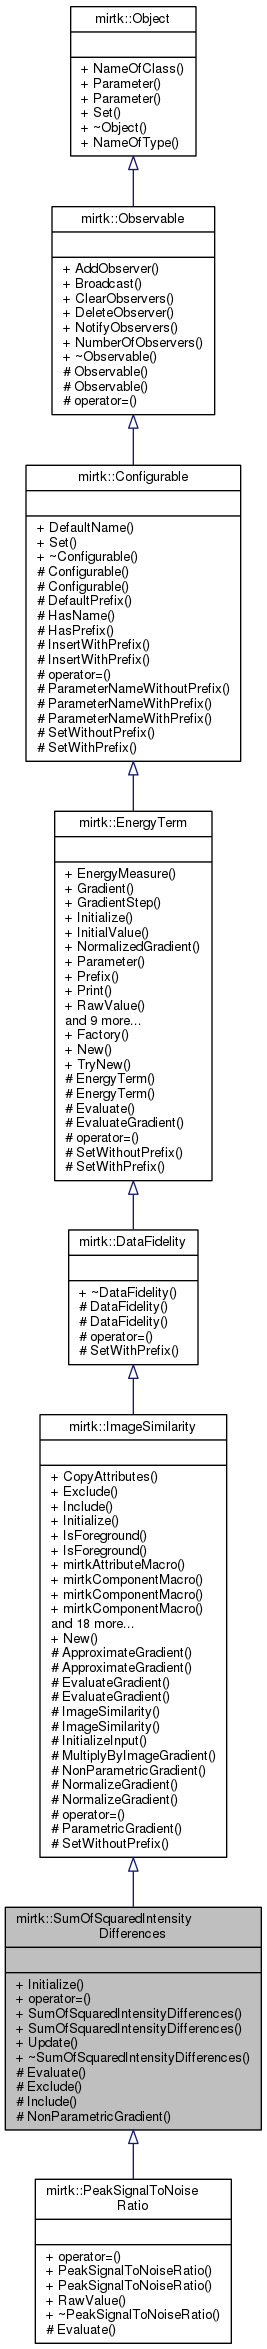 mirtk::Object
+ NameOfClass()
+ Parameter()
+ Parameter()
+ Set()
+ ~Object()
+ NameOfType()
mirtk::Observable
+ AddObserver()
+ Broadcast()
+ ClearObservers()
+ DeleteObserver()
+ NotifyObservers()
+ NumberOfObservers()
+ ~Observable()
# Observable()
# Observable()
# operator=()
mirtk::Configurable
+ DefaultName()
+ Set()
+ ~Configurable()
# Configurable()
# Configurable()
# DefaultPrefix()
# HasName()
# HasPrefix()
# InsertWithPrefix()
# InsertWithPrefix()
# operator=()
# ParameterNameWithoutPrefix()
# ParameterNameWithPrefix()
# ParameterNameWithPrefix()
# SetWithoutPrefix()
# SetWithPrefix()
mirtk::EnergyTerm
+ EnergyMeasure()
+ Gradient()
+ GradientStep()
+ Initialize()
+ InitialValue()
+ NormalizedGradient()
+ Parameter()
+ Prefix()
+ Print()
+ RawValue()
and 9 more...
+ Factory()
+ New()
+ TryNew()
# EnergyTerm()
# EnergyTerm()
# Evaluate()
# EvaluateGradient()
# operator=()
# SetWithoutPrefix()
# SetWithPrefix()
mirtk::DataFidelity
+ ~DataFidelity()
# DataFidelity()
# DataFidelity()
# operator=()
# SetWithPrefix()
mirtk::ImageSimilarity
+ CopyAttributes()
+ Exclude()
+ Include()
+ Initialize()
+ IsForeground()
+ IsForeground()
+ mirtkAttributeMacro()
+ mirtkComponentMacro()
+ mirtkComponentMacro()
+ mirtkComponentMacro()
and 18 more...
+ New()
# ApproximateGradient()
# ApproximateGradient()
# EvaluateGradient()
# EvaluateGradient()
# ImageSimilarity()
# ImageSimilarity()
# InitializeInput()
# MultiplyByImageGradient()
# NonParametricGradient()
# NormalizeGradient()
# NormalizeGradient()
# operator=()
# ParametricGradient()
# SetWithoutPrefix()
mirtk::SumOfSquaredIntensity
Differences
+ Initialize()
+ operator=()
+ SumOfSquaredIntensityDifferences()
+ SumOfSquaredIntensityDifferences()
+ Update()
+ ~SumOfSquaredIntensityDifferences()
# Evaluate()
# Exclude()
# Include()
# NonParametricGradient()
mirtk::PeakSignalToNoise
Ratio
+ operator=()
+ PeakSignalToNoiseRatio()
+ PeakSignalToNoiseRatio()
+ RawValue()
+ ~PeakSignalToNoiseRatio()
# Evaluate()